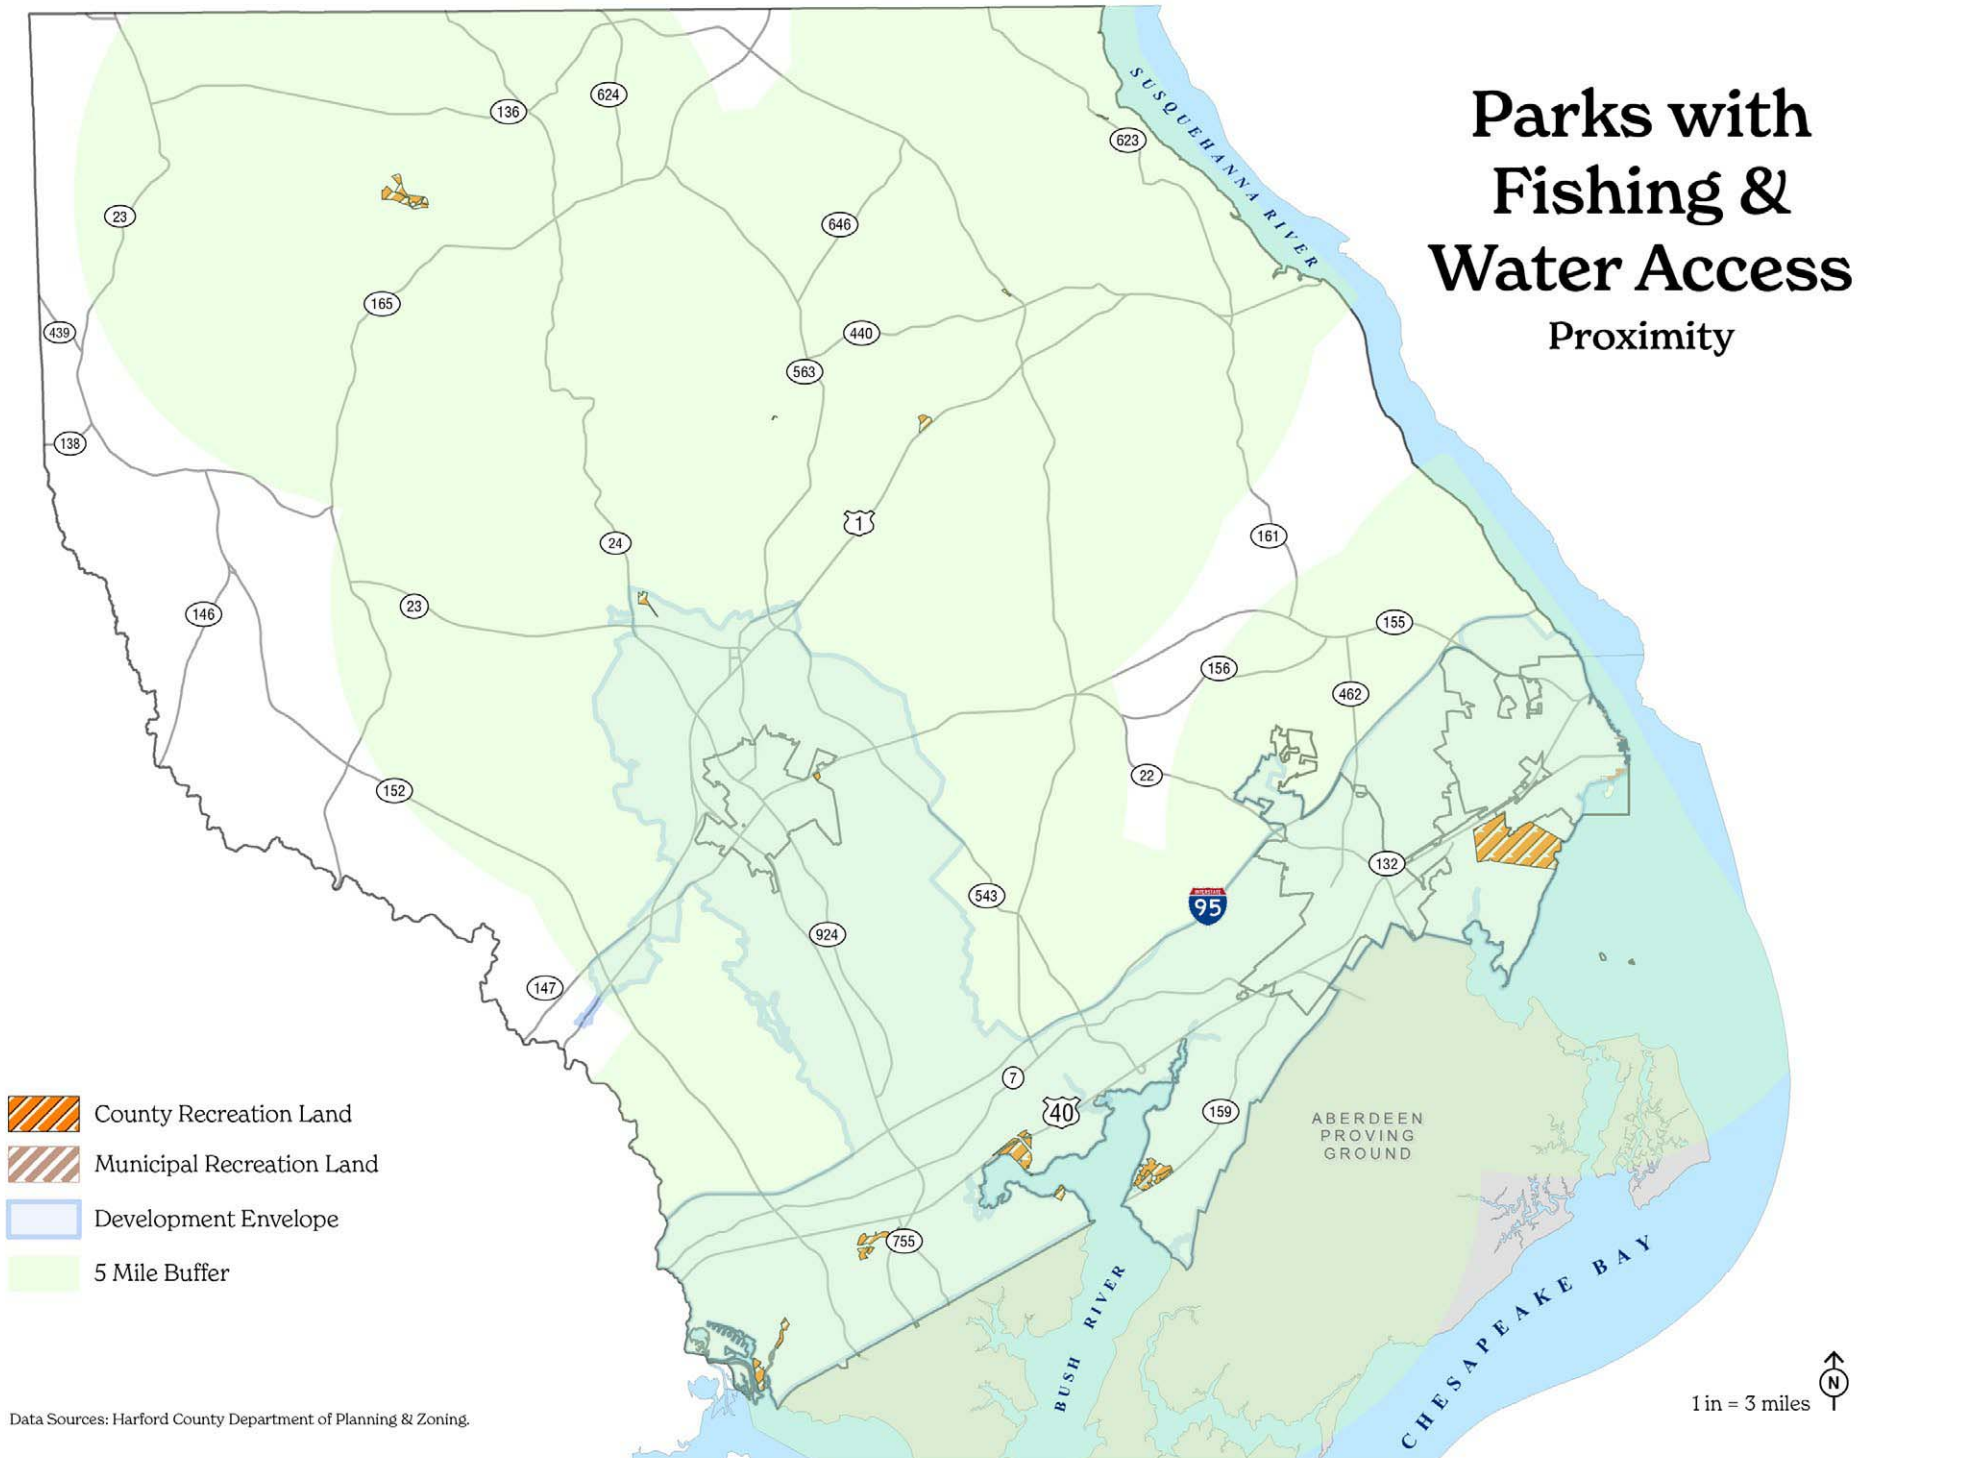 Parks with
Fishing &
Water Access
Proximity
SUSQUEHANNA RIVER
136
624
623
23
646
165
439
440
563
138
1
161
24
146
23
155
156
462
22
152
132
INTERSTATE
95
543
924
147
7
40
159
ABERDEEN
PROVING
GROUND
755
BUSH RIVER
CHESAPEAKE BAY
County Recreation Land
Municipal Recreation Land
Development Envelope
5 Mile Buffer
Data Sources: Harford County Department of Planning & Zoning.
1 in = 3 miles
N